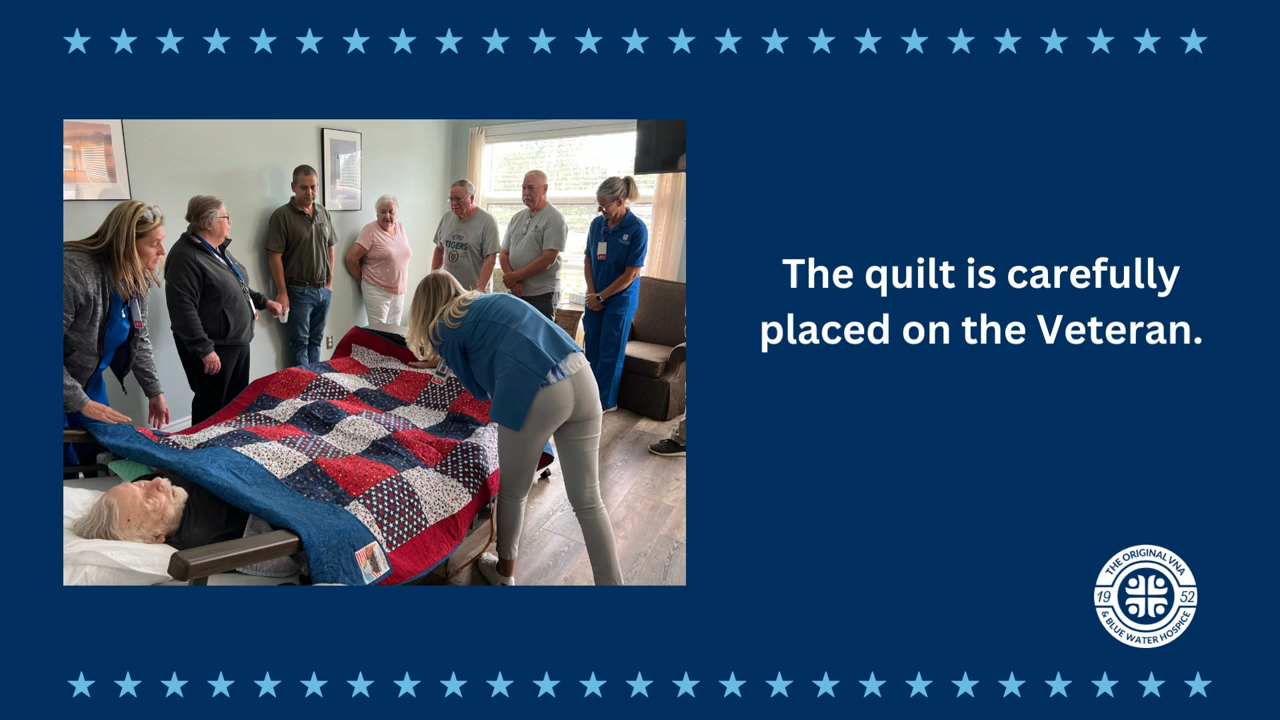 The quilt is carefully
placed on the Veteran.
TIGERS
THE ORIGINAL VNA
19 52
& BLUE WATER HOSPICE